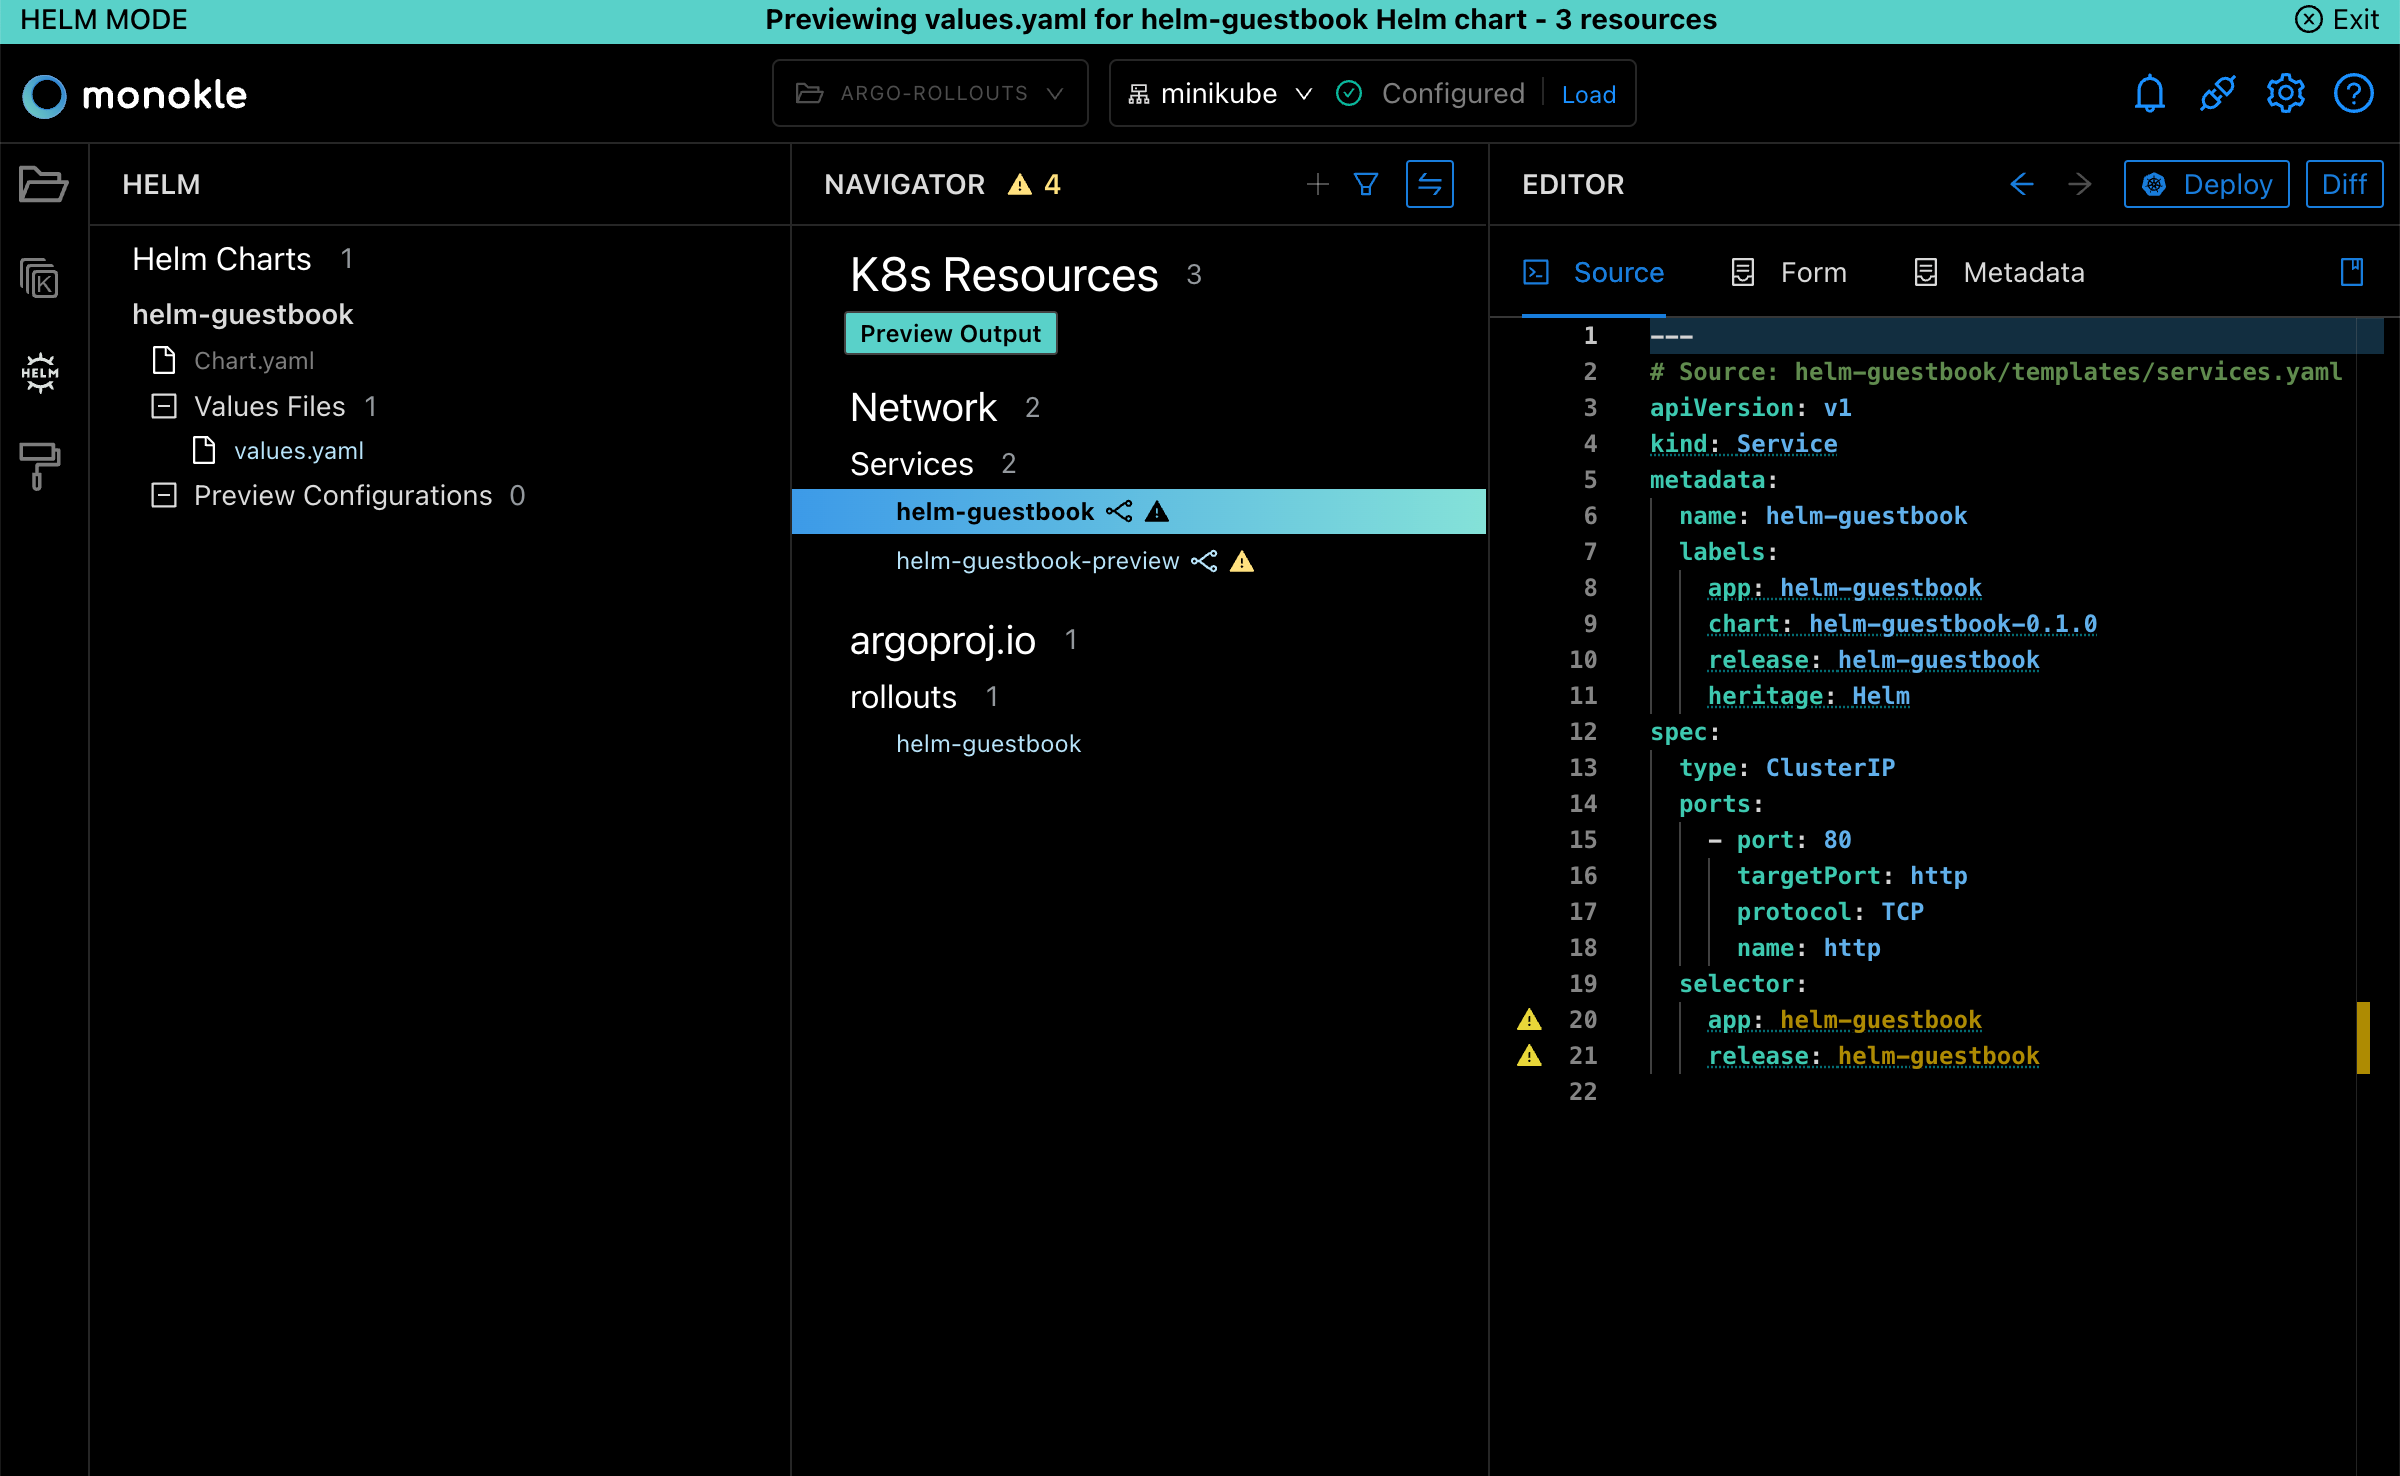 HELM MODE
Previewing values.yaml for helm-guestbook Helm chart - 3 resources
Exit
monokle
ARGO-ROLLOUTS
minikube
Configured
Load
HELM
Helm Charts 1
helm-guestbook
Chart.yaml
Values Files 1
values.yaml
Preview Configurations 0
NAVIGATOR 4
K8s Resources 3
Preview Output
Network 2
Services 2
helm-guestbook
helm-guestbook-preview
argoproj.io 1
rollouts 1
helm-guestbook
EDITOR
Deploy
Diff
Source
Form
Metadata
1 ---
2 # Source: helm-guestbook/templates/services.yaml
3 apiVersion: v1
4 kind: Service
5 metadata:
6 name: helm-guestbook
7 labels:
8 app: helm-guestbook
9 chart: helm-guestbook-0.1.0
10 release: helm-guestbook
11 heritage: Helm
12 spec:
13 type: ClusterIP
14 ports:
15 - port: 80
16 targetPort: http
17 protocol: TCP
18 name: http
19 selector:
20 app: helm-guestbook
21 release: helm-guestbook
22